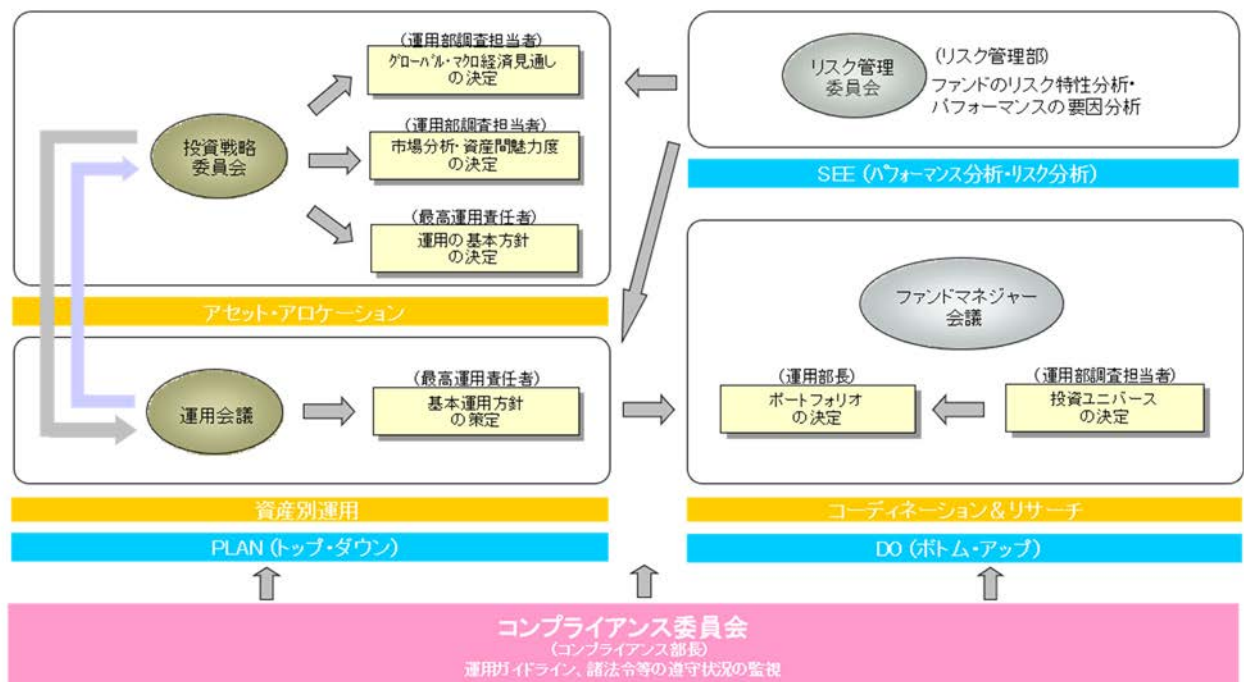 (運用部調査担当者)
グローバル・マクロ経済見通し
の決定
投資戦略
委員会
(運用部調査担当者)
市場分析・資産間魅力度
の決定
(最高運用責任者)
運用の基本方針
の決定
アセット・アロケーション
運用会議
(最高運用責任者)
基本運用方針
の策定
資産別運用
PLAN (トップ・ダウン)
リスク管理
委員会
(リスク管理部)
ファンドのリスク特性分析・
パフォーマンスの要因分析
SEE (パフォーマンス分析・リスク分析)
ファンドマネジャー
会議
(運用部長)
ポートフォリオ
の決定
(運用部調査担当者)
投資ユニバース
の決定
コーディネーション&リサーチ
DO (ボトム・アップ)
コンプライアンス委員会
(コンプライアンス部長)
運用ガイドライン、諸法令等の遵守状況の監視